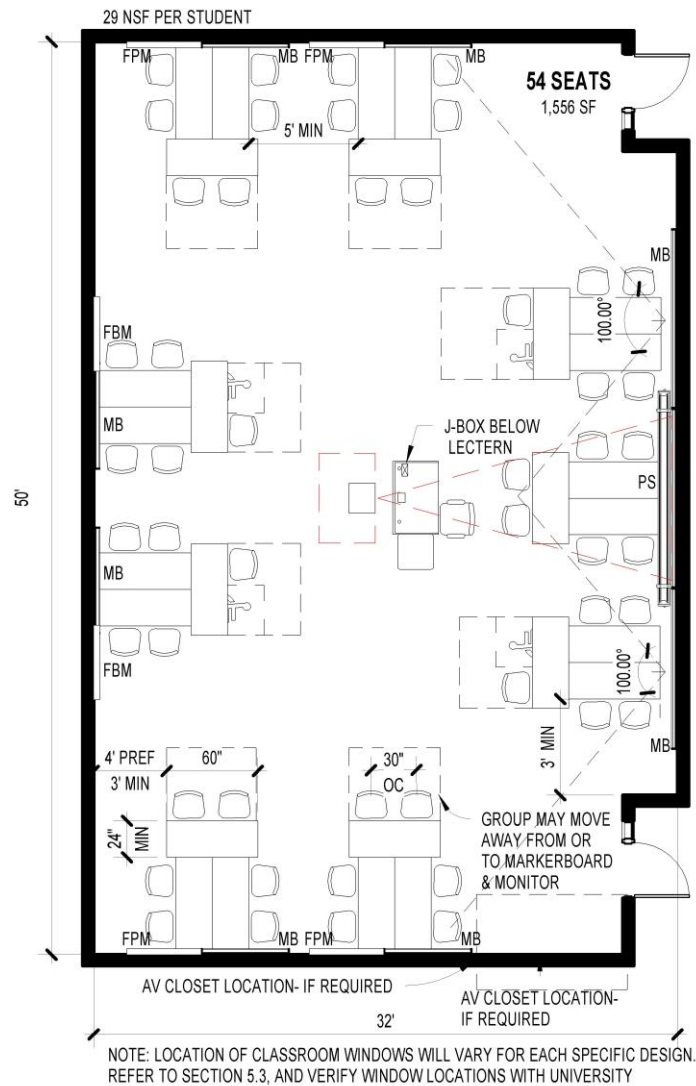 29 NSF PER STUDENT
FPM
MB
FPM
MB
54 SEATS
1,556 SF
5' MIN
MB
100.00°
FBM
MB
J-BOX BELOW
LECTERN
PS
50'
MB
FBM
100.00°
MB
4' PREF
3' MIN
60"
30"
OC
3' MIN
24"
MIN
GROUP MAY MOVE
AWAY FROM OR
TO MARKERBOARD
& MONITOR
FPM
MB
FPM
MB
AV CLOSET LOCATION- IF REQUIRED
AV CLOSET LOCATION-
IF REQUIRED
32'
NOTE: LOCATION OF CLASSROOM WINDOWS WILL VARY FOR EACH SPECIFIC DESIGN.
REFER TO SECTION 5.3, AND VERIFY WINDOW LOCATIONS WITH UNIVERSITY